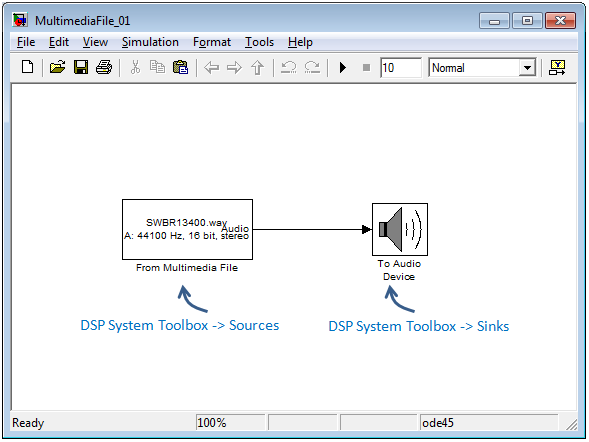 MultimediaFile_01
File Edit View Simulation Format Tools Help
10 Normal
SWBR13400.wav
Audio
A: 44100 Hz, 16 bit, stereo
From Multimedia File
To Audio
Device
DSP System Toolbox -> Sources
DSP System Toolbox -> Sinks
Ready 100% ode45